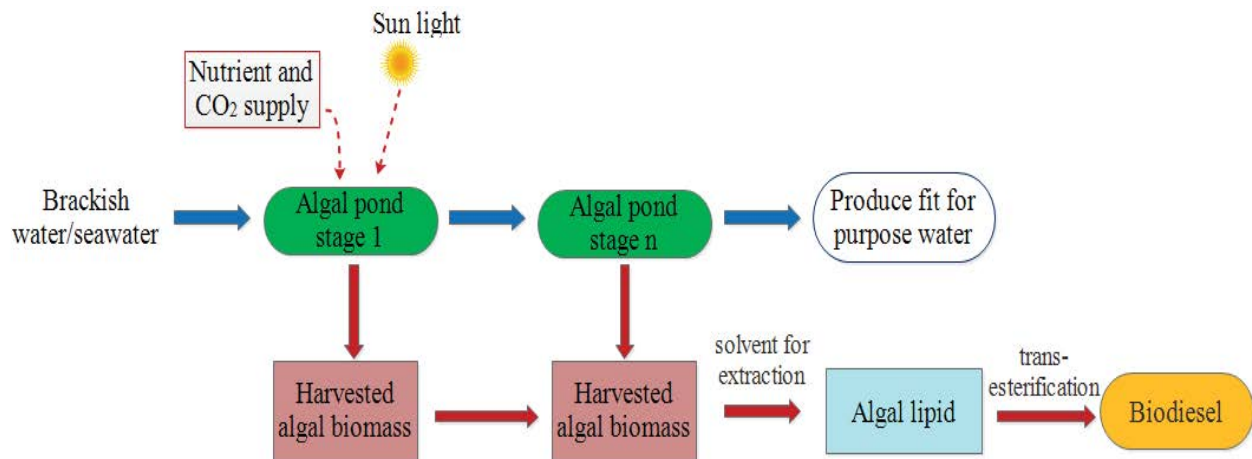 Sun light
Nutrient and
CO₂ supply
Brackish
water/seawater
Algal pond
stage 1
Algal pond
stage n
Produce fit for
purpose water
Harvested
algal biomass
Harvested
algal biomass
solvent for
extraction
Algal lipid
trans-
esterification
Biodiesel